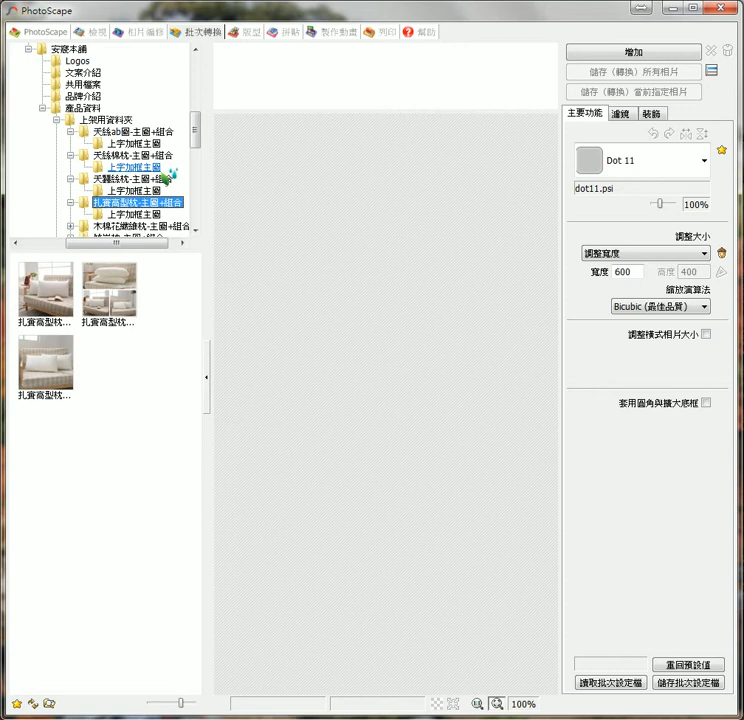 PhotoScape
PhotoScape 檢視 相片編修 批次轉換 版型 拼貼 製作動畫 列印 幫助
安寢本舖
Logos
文案介紹
共用檔案
品牌介紹
產品資料
上架用資料夾
天絲ab圖-主圖+組合
上字加框主圖
天絲棉枕-主圖+組合
上字加框主圖
天蠶絲枕-主圖+組合
上字加框主圖
扎實高型枕-主圖+組合
上字加框主圖
木棉花纖維枕-主圖+組合
扎實高型枕... 扎實高型枕...
扎實高型枕...
增加
儲存（轉換）所有相片
儲存（轉換）當前指定相片
主要功能 濾鏡 裝飾
Dot 11
dot11.psi
100%
調整大小
調整寬度
寬度 600 高度 400
縮放演算法
Bicubic (最佳品質)
調整橫式相片大小
套用圓角與擴大底框
重回預設值
讀取批次設定檔 儲存批次設定檔
100%